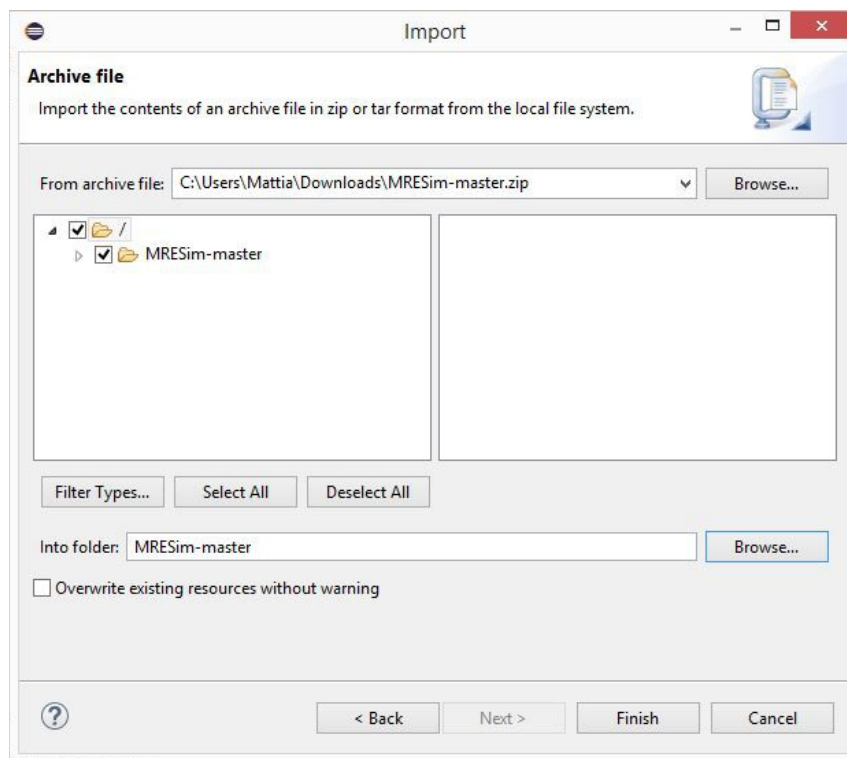 Import
Archive file
Import the contents of an archive file in zip or tar format from the local file system.
From archive file: C:\Users\Mattia\Downloads\MRESim-master.zip Browse...
/
MRESim-master
Filter Types... Select All Deselect All
Into folder: MRESim-master Browse...
Overwrite existing resources without warning
? < Back Next > Finish Cancel